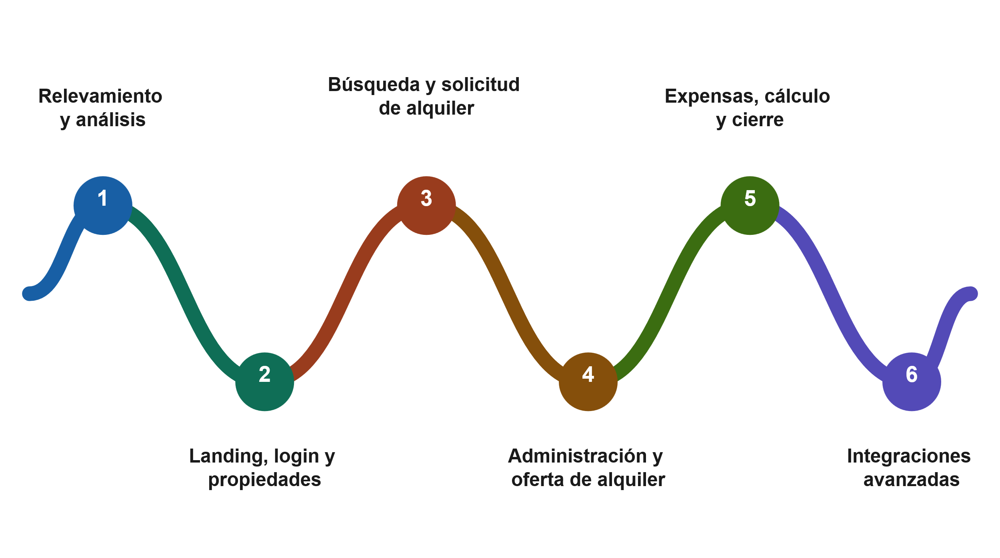 Relevamiento
y análisis
1
Landing, login y
propiedades
2
Búsqueda y solicitud
de alquiler
3
Administración y
oferta de alquiler
4
Expensas, cálculo
y cierre
5
Integraciones
avanzadas
6